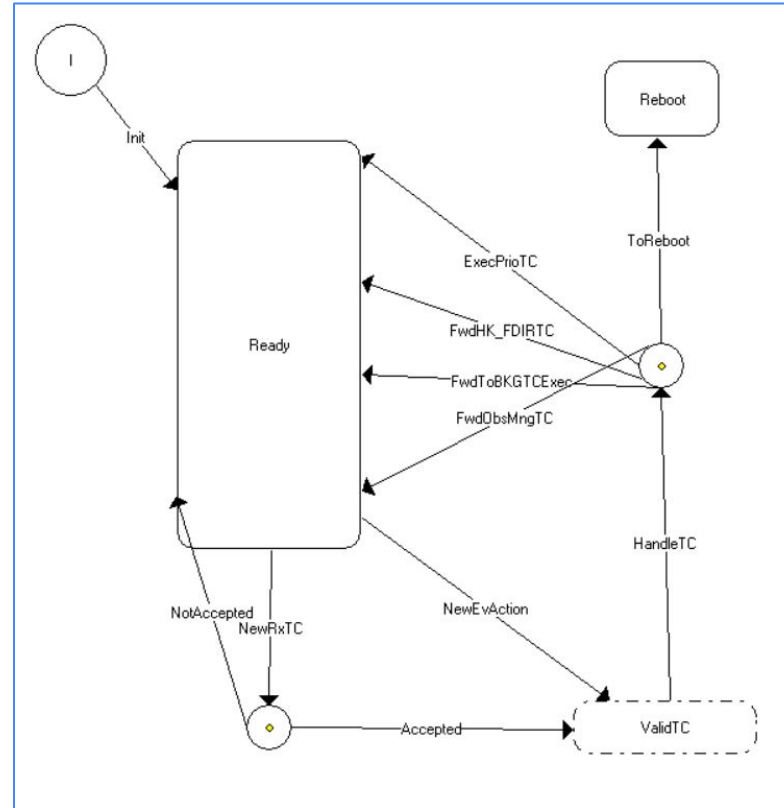 I
Reboot
Init
ToReboot
ExecPrioTC
FwdHK_FDIRTC
Ready
FwdToBKGTCExec
FwdObsMngTC
HandleTC
NotAccepted
NewEvAction
NewRxTC
Accepted
ValidTC